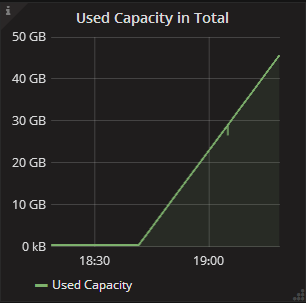 i
Used Capacity in Total
50 GB
40 GB
30 GB
20 GB
10 GB
0 kB
18:30 19:00
Used Capacity